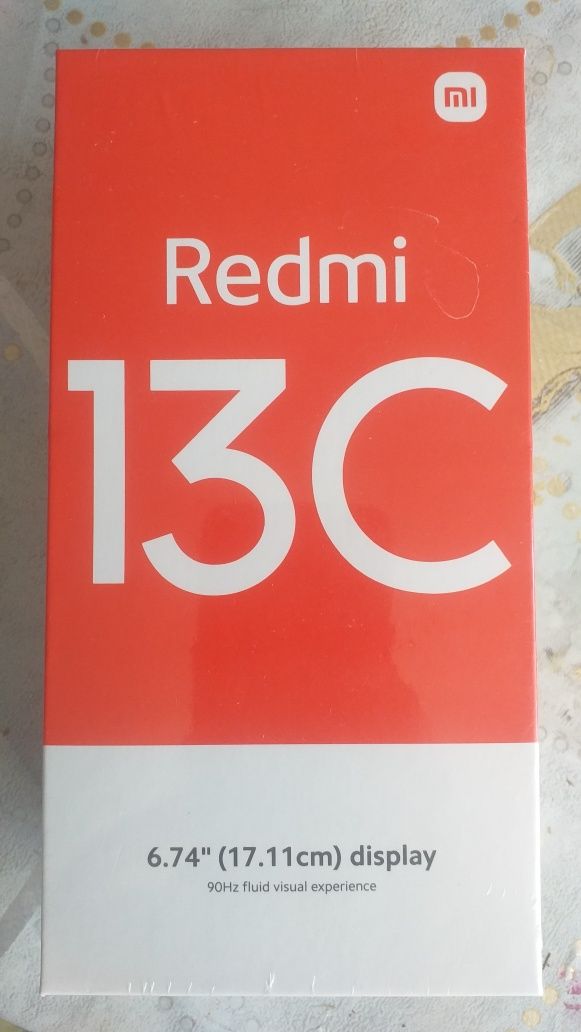 mi
Redmi
13C
6.74" (17.11cm) display
90Hz fluid visual experience